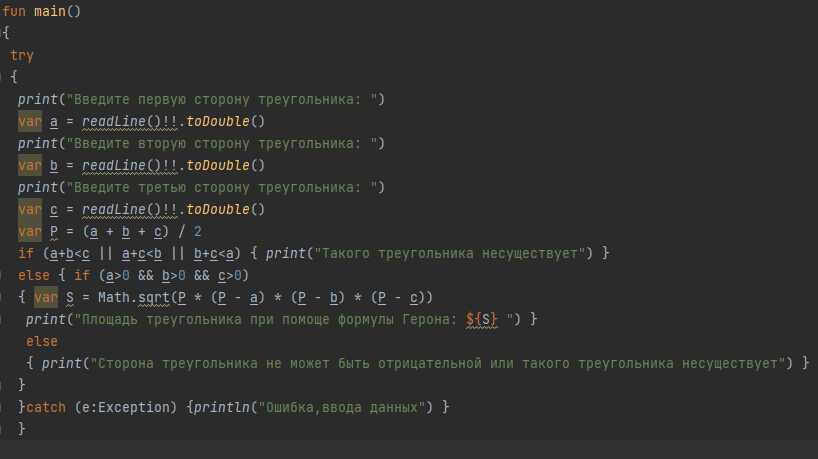 fun main()
{
try
{
print("Введите первую сторону треугольника: ")
var a = readLine()!!.toDouble()
print("Введите вторую сторону треугольника: ")
var b = readLine()!!.toDouble()
print("Введите третью сторону треугольника: ")
var c = readLine()!!.toDouble()
var P = (a + b + c) / 2
if (a+b<c || a+c<b || b+c<a) { print("Такого треугольника несуществует") }
else { if (a>0 && b>0 && c>0)
{ var S = Math.sqrt(P * (P - a) * (P - b) * (P - c))
print("Площадь треугольника при помоще формулы Герона: ${S} ") }
else
{ print("Сторона треугольника не может быть отрицательной или такого треугольника несуществует") }
}
}catch (e:Exception) {println("Ошибка,ввода данных") }
}